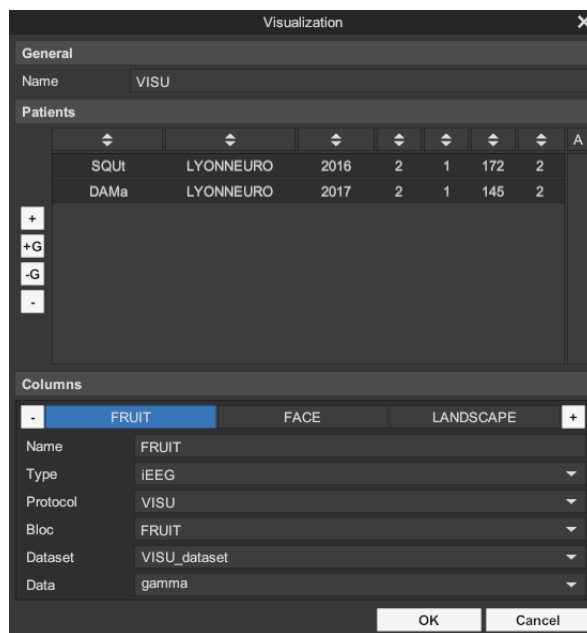 Visualization
General
Name VISU
Patients
A
SQUt LYONNEURO 2016 2 1 172 2
DAMa LYONNEURO 2017 2 1 145 2
+
+G
-G
-
Columns
- FRUIT FACE LANDSCAPE +
Name FRUIT
Type iEEG
Protocol VISU
Bloc FRUIT
Dataset VISU_dataset
Data gamma
OK Cancel